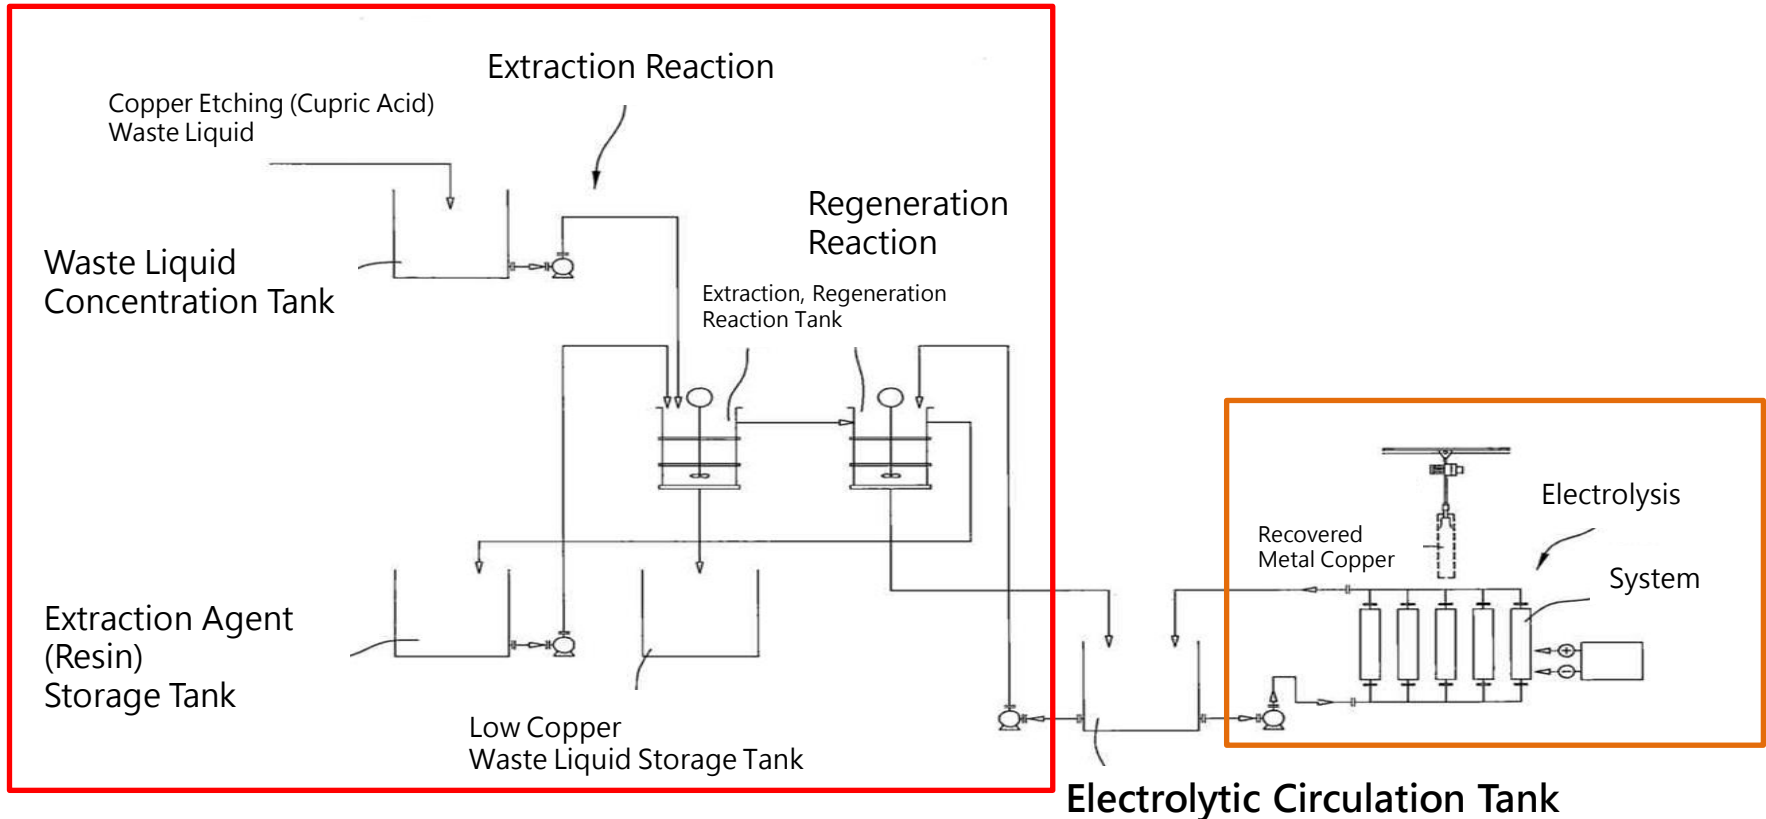 Extraction Reaction
Copper Etching (Cupric Acid)
Waste Liquid
Regeneration
Reaction
Waste Liquid
Concentration Tank
Extraction, Regeneration
Reaction Tank
Electrolysis
Recovered
Metal Copper
System
+
−
Extraction Agent
(Resin)
Storage Tank
Low Copper
Waste Liquid Storage Tank
Electrolytic Circulation Tank